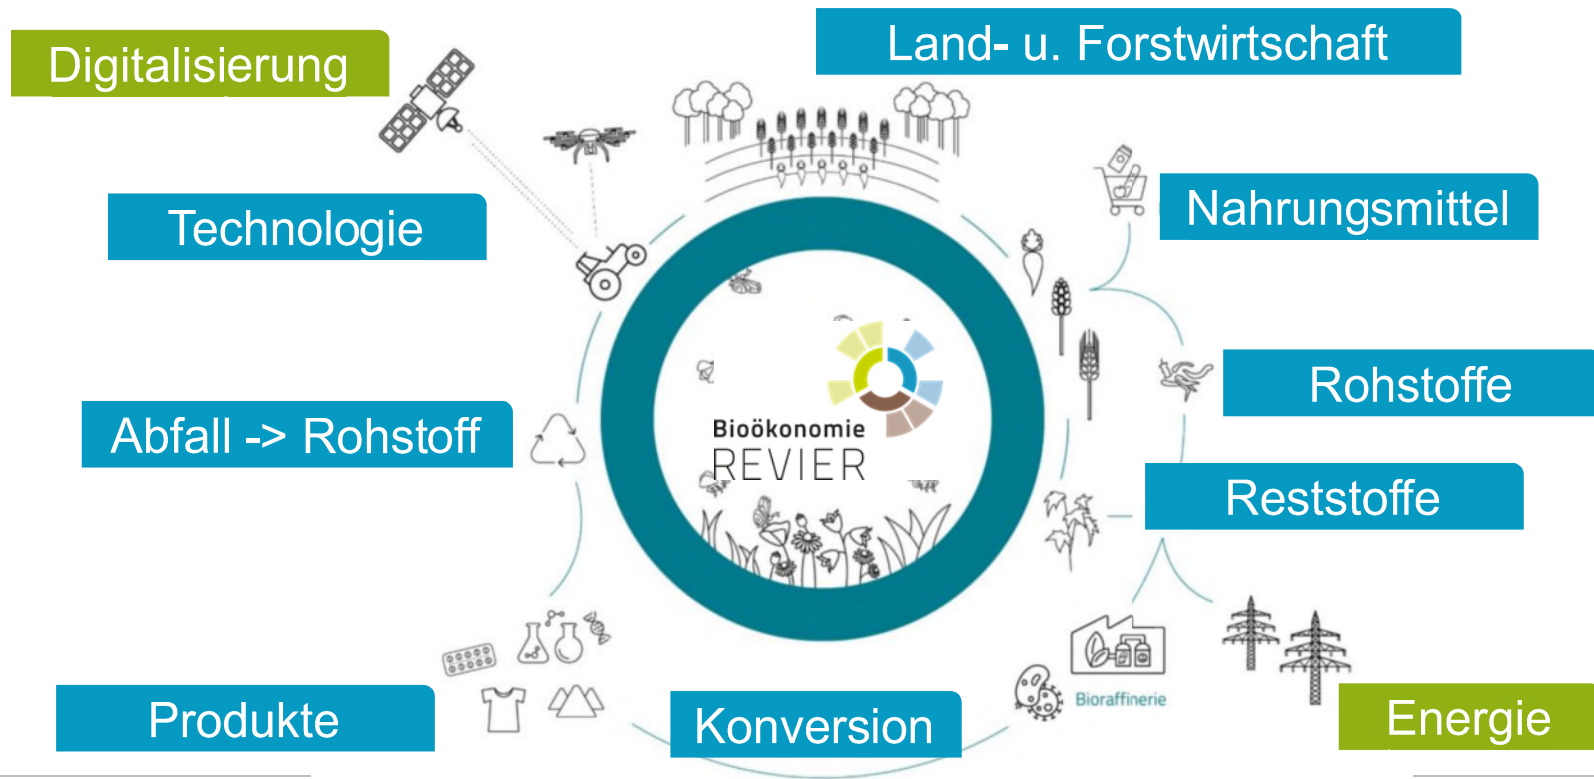 Digitalisierung
Land- u. Forstwirtschaft
Technologie
Nahrungsmittel
Rohstoffe
Abfall -> Rohstoff
Bioökonomie
REVIER
Reststoffe
Bioraffinerie
Produkte
Konversion
Energie